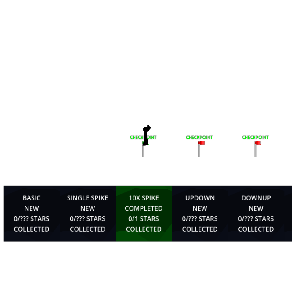 CHECKPOINT CHECKPOINT CHECKPOINT
BASIC
NEW
0/??? STARS
COLLECTED
SINGLE SPIKE
NEW
0/??? STARS
COLLECTED
10K SPIKE
COMPLETED
0/1 STARS
COLLECTED
UPDOWN
NEW
0/??? STARS
COLLECTED
DOWNUP
NEW
0/??? STARS
COLLECTED